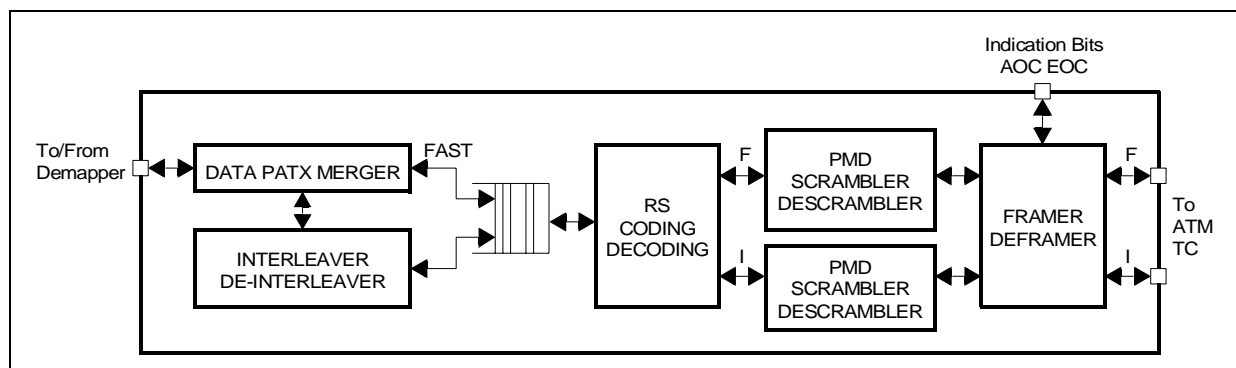 Indication Bits
AOC EOC
To/From
Demapper
DATA PATX MERGER
FAST
INTERLEAVER
DE-INTERLEAVER
RS
CODING
DECODING
F
I
PMD
SCRAMBLER
DESCRAMBLER
PMD
SCRAMBLER
DESCRAMBLER
FRAMER
DEFRAMER
F
I
To
ATM
TC